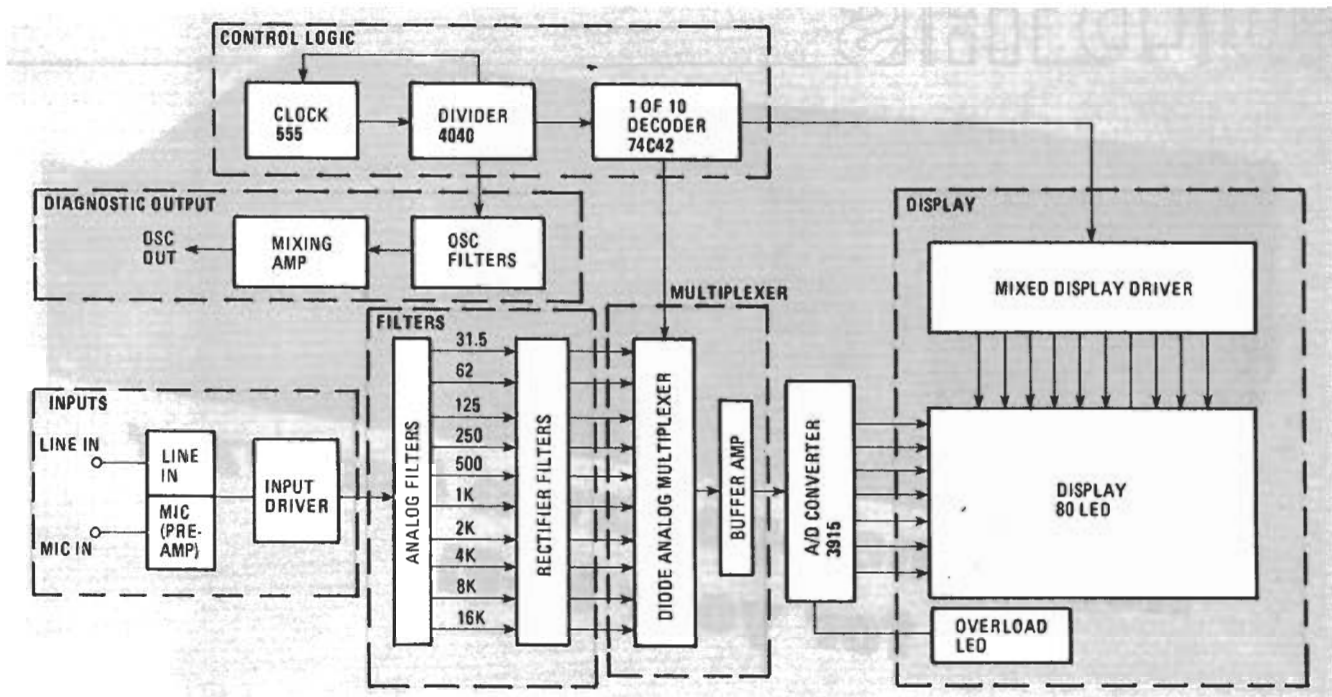 CONTROL LOGIC
CLOCK
555
DIVIDER
4040
1 OF 10
DECODER
74C42
DIAGNOSTIC OUTPUT
OSC
OUT
MIXING
AMP
OSC
FILTERS
DISPLAY
MIXED DISPLAY DRIVER
MULTIPLEXER
FILTERS
ANALOG FILTERS
31.5
62
125
250
500
1K
2K
4K
8K
16K
RECTIFIER FILTERS
DIODE ANALOG MULTIPLEXER
BUFFER AMP
A/D CONVERTER
3915
DISPLAY
80 LED
OVERLOAD
LED
INPUTS
LINE IN
MIC IN
LINE
IN
MIC
(PRE-
AMP)
INPUT
DRIVER